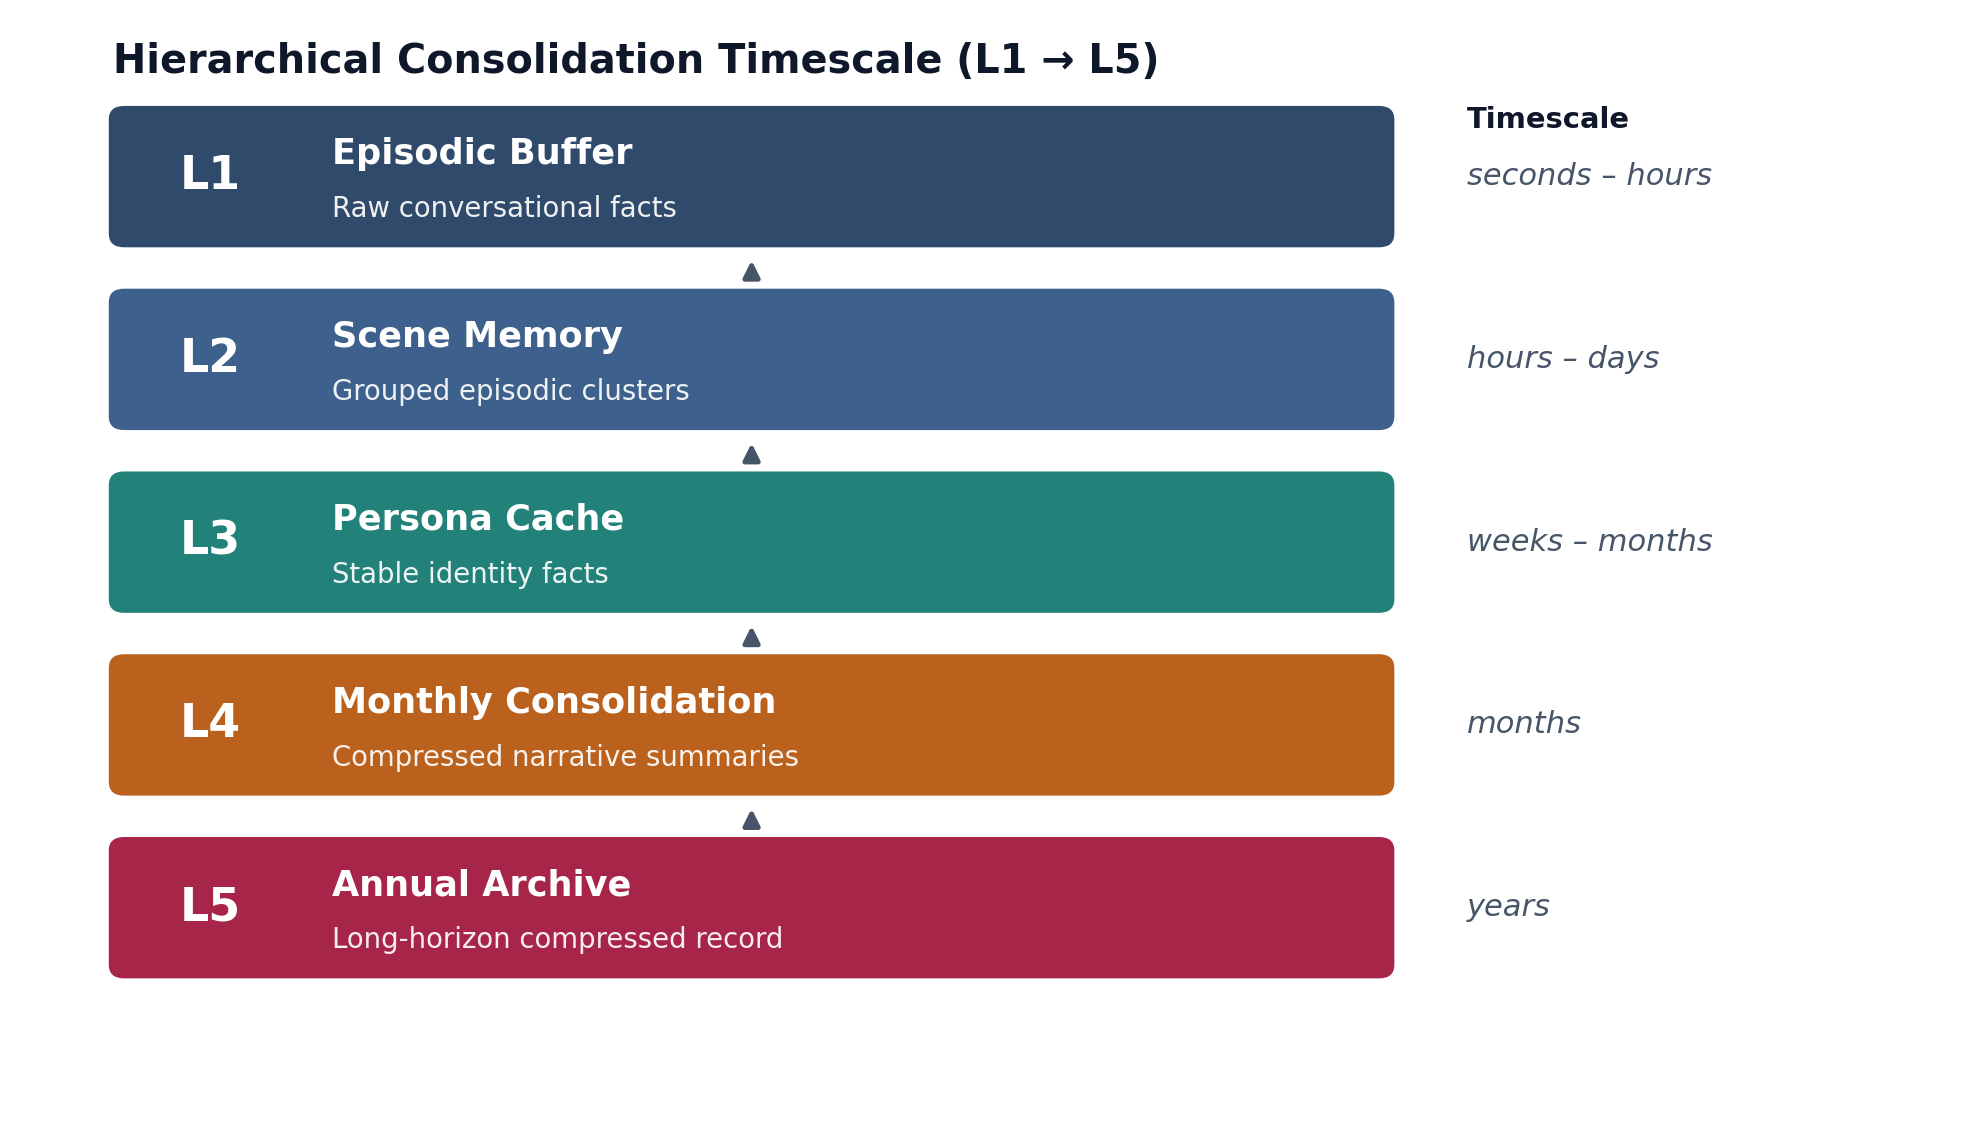 Hierarchical Consolidation Timescale (L1 → L5)
Timescale
L1
Episodic Buffer
Raw conversational facts
seconds – hours
L2
Scene Memory
Grouped episodic clusters
hours – days
L3
Persona Cache
Stable identity facts
weeks – months
L4
Monthly Consolidation
Compressed narrative summaries
months
L5
Annual Archive
Long-horizon compressed record
years